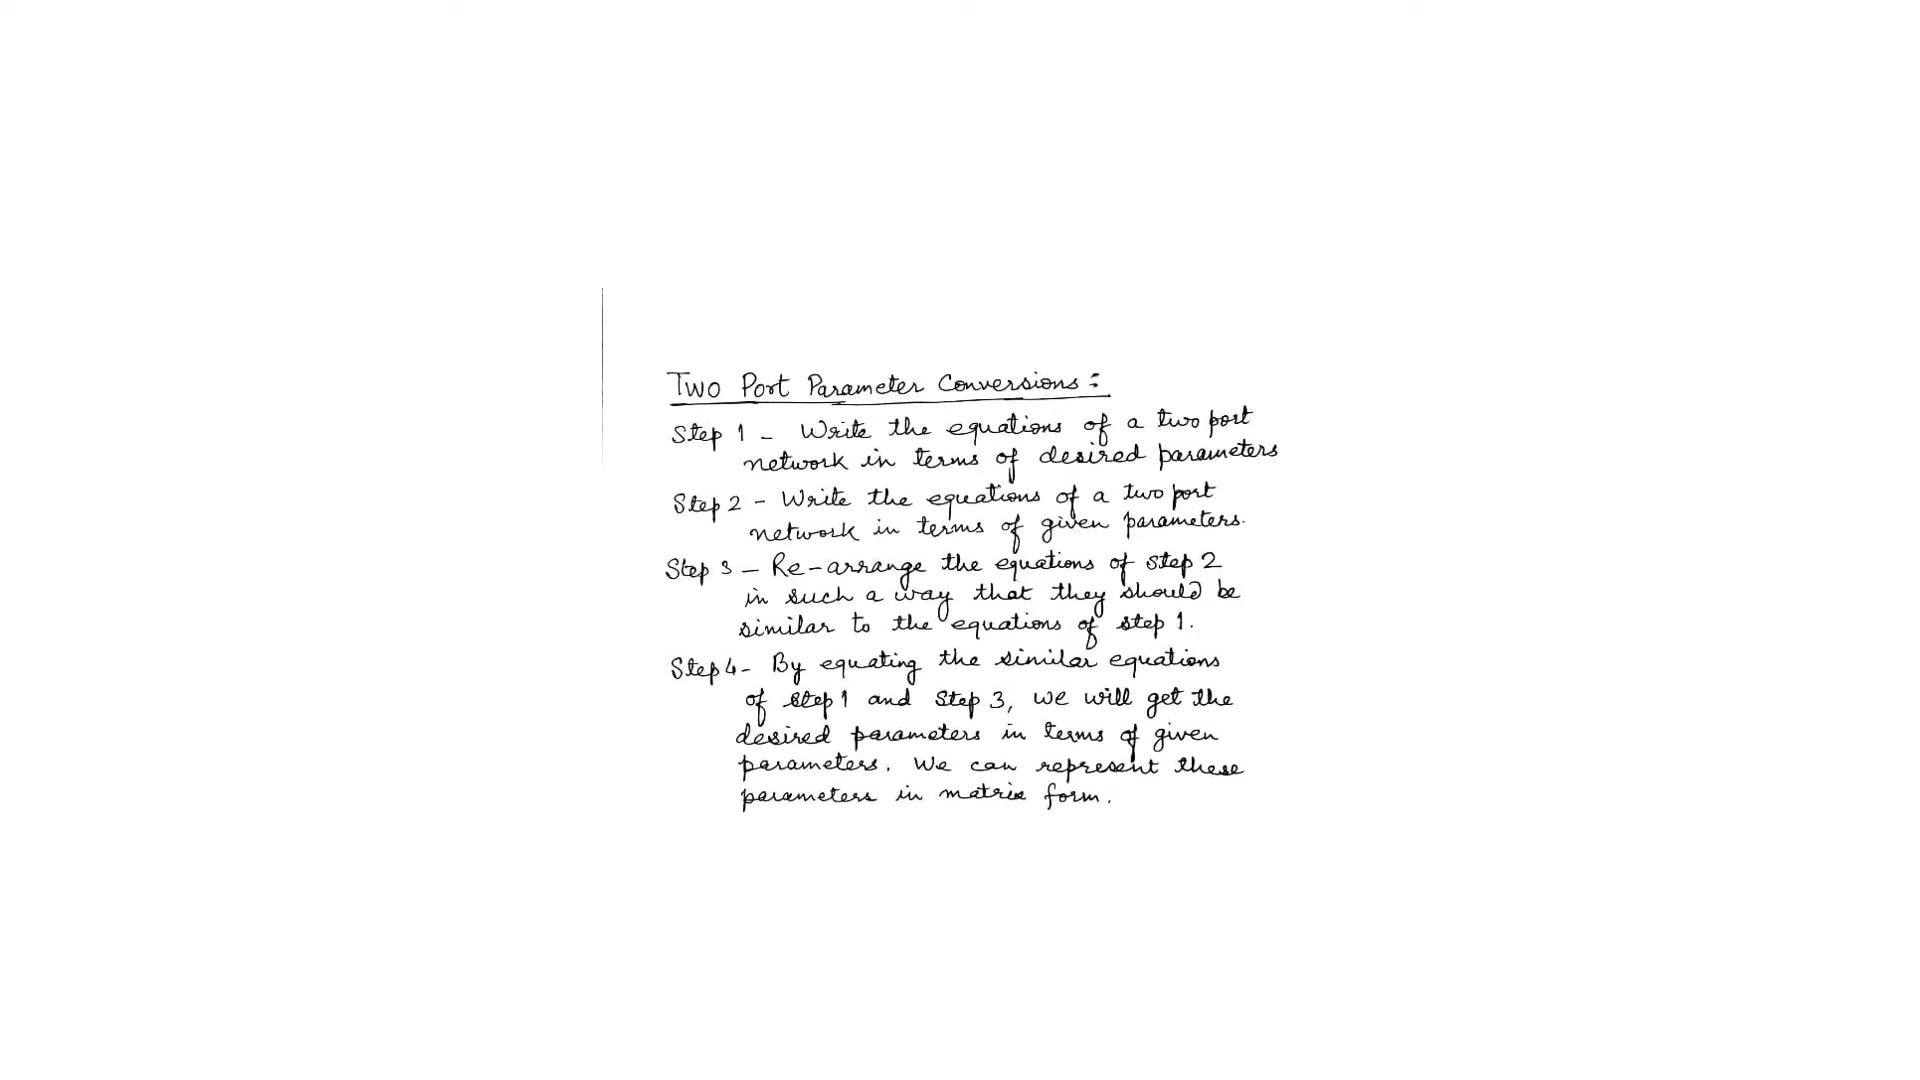 Two Port Parameter Conversions:
Step 1 - Write the equations of a two port
network in terms of desired parameters
Step 2 - Write the equations of a two port
network in terms of given parameters.
Step 3 - Re-arrange the equations of step 2
in such a way that they should be
similar to the equations of step 1.
Step 4 - By equating the similar equations
of step 1 and step 3, we will get the
desired parameters in terms of given
parameters. We can represent these
parameters in matrix form.